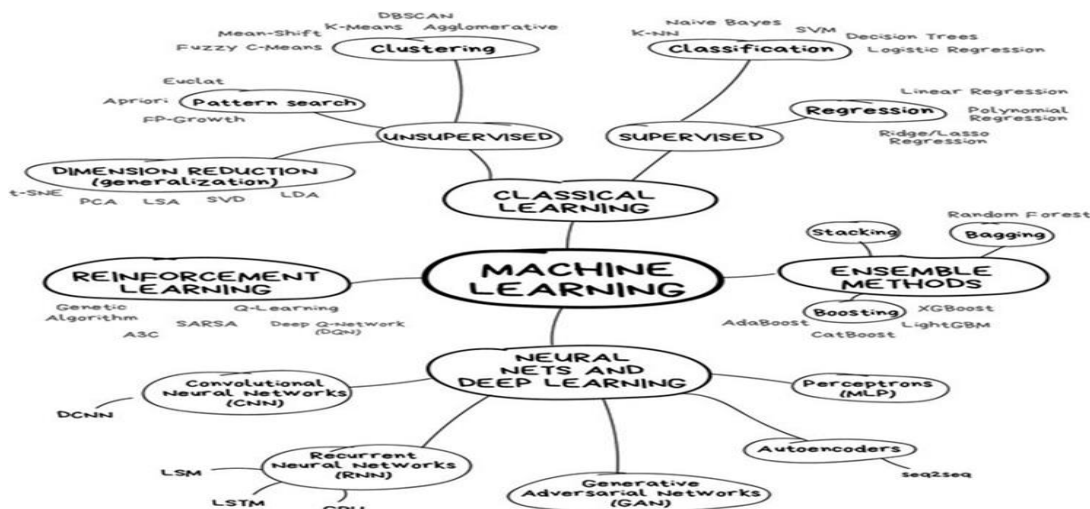 DBSCAN
Mean-Shift K-Means Agglomerative
Fuzzy C-Means Clustering
Euclat
Apriori Pattern search
FP-Growth
UNSUPERVISED
DIMENSION REDUCTION
(generalization)
t-SNE PCA LSA SVD LDA
Naive Bayes SVM
K-NN Decision Trees
Classification Logistic Regression
Linear Regression
Regression Polynomial
Regression
Ridge/Lasso
Regression
SUPERVISED
CLASSICAL
LEARNING
MACHINE
LEARNING
REINFORCEMENT
LEARNING
Genetic
Algorithm
Q-Learning
A3C SARSA Deep Q-Network
(DQN)
Random Forest
Stacking Bagging
ENSEMBLE
METHODS
Boosting XGBoost
AdaBoost LightGBM
CatBoost
NEURAL
NETS AND
DEEP LEARNING
Convolutional
Neural Networks
(CNN)
DCNN
Recurrent
Neural Networks
(RNN)
LSM
LSTM
Generative
Adversarial Networks
(GAN)
Perceptrons
(MLP)
Autoencoders
seq2seq